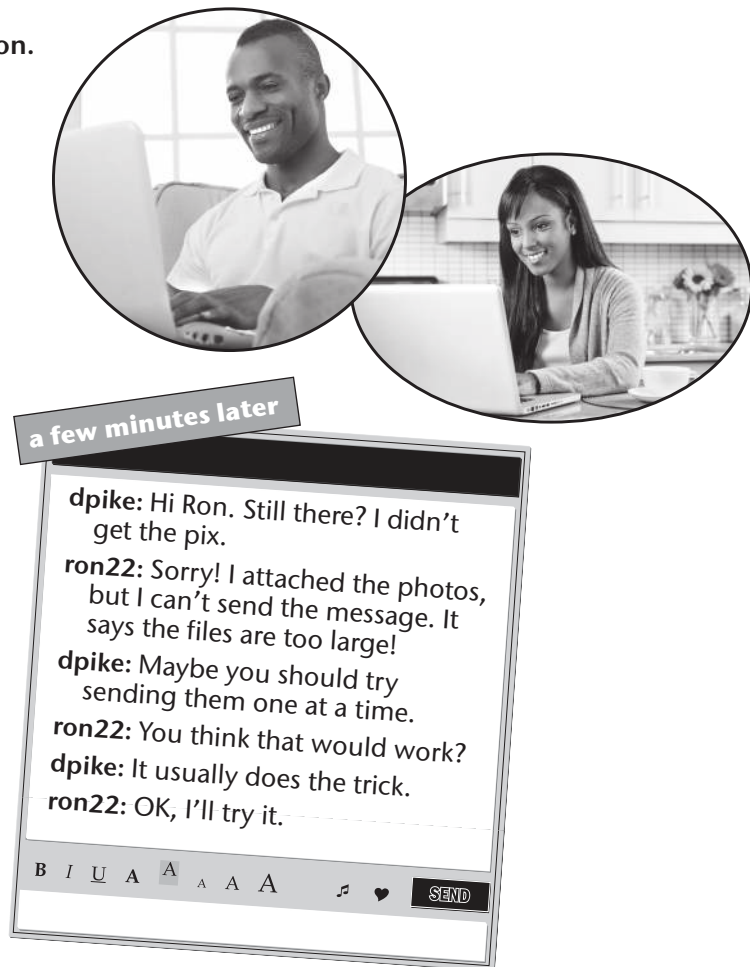 on.
a few minutes later
dpike: Hi Ron. Still there? I didn't
get the pix.
ron22: Sorry! I attached the photos,
but I can't send the message. It
says the files are too large!
dpike: Maybe you should try
sending them one at a time.
ron22: You think that would work?
dpike: It usually does the trick.
ron22: OK, I'll try it.
B I U A A A A A SEND